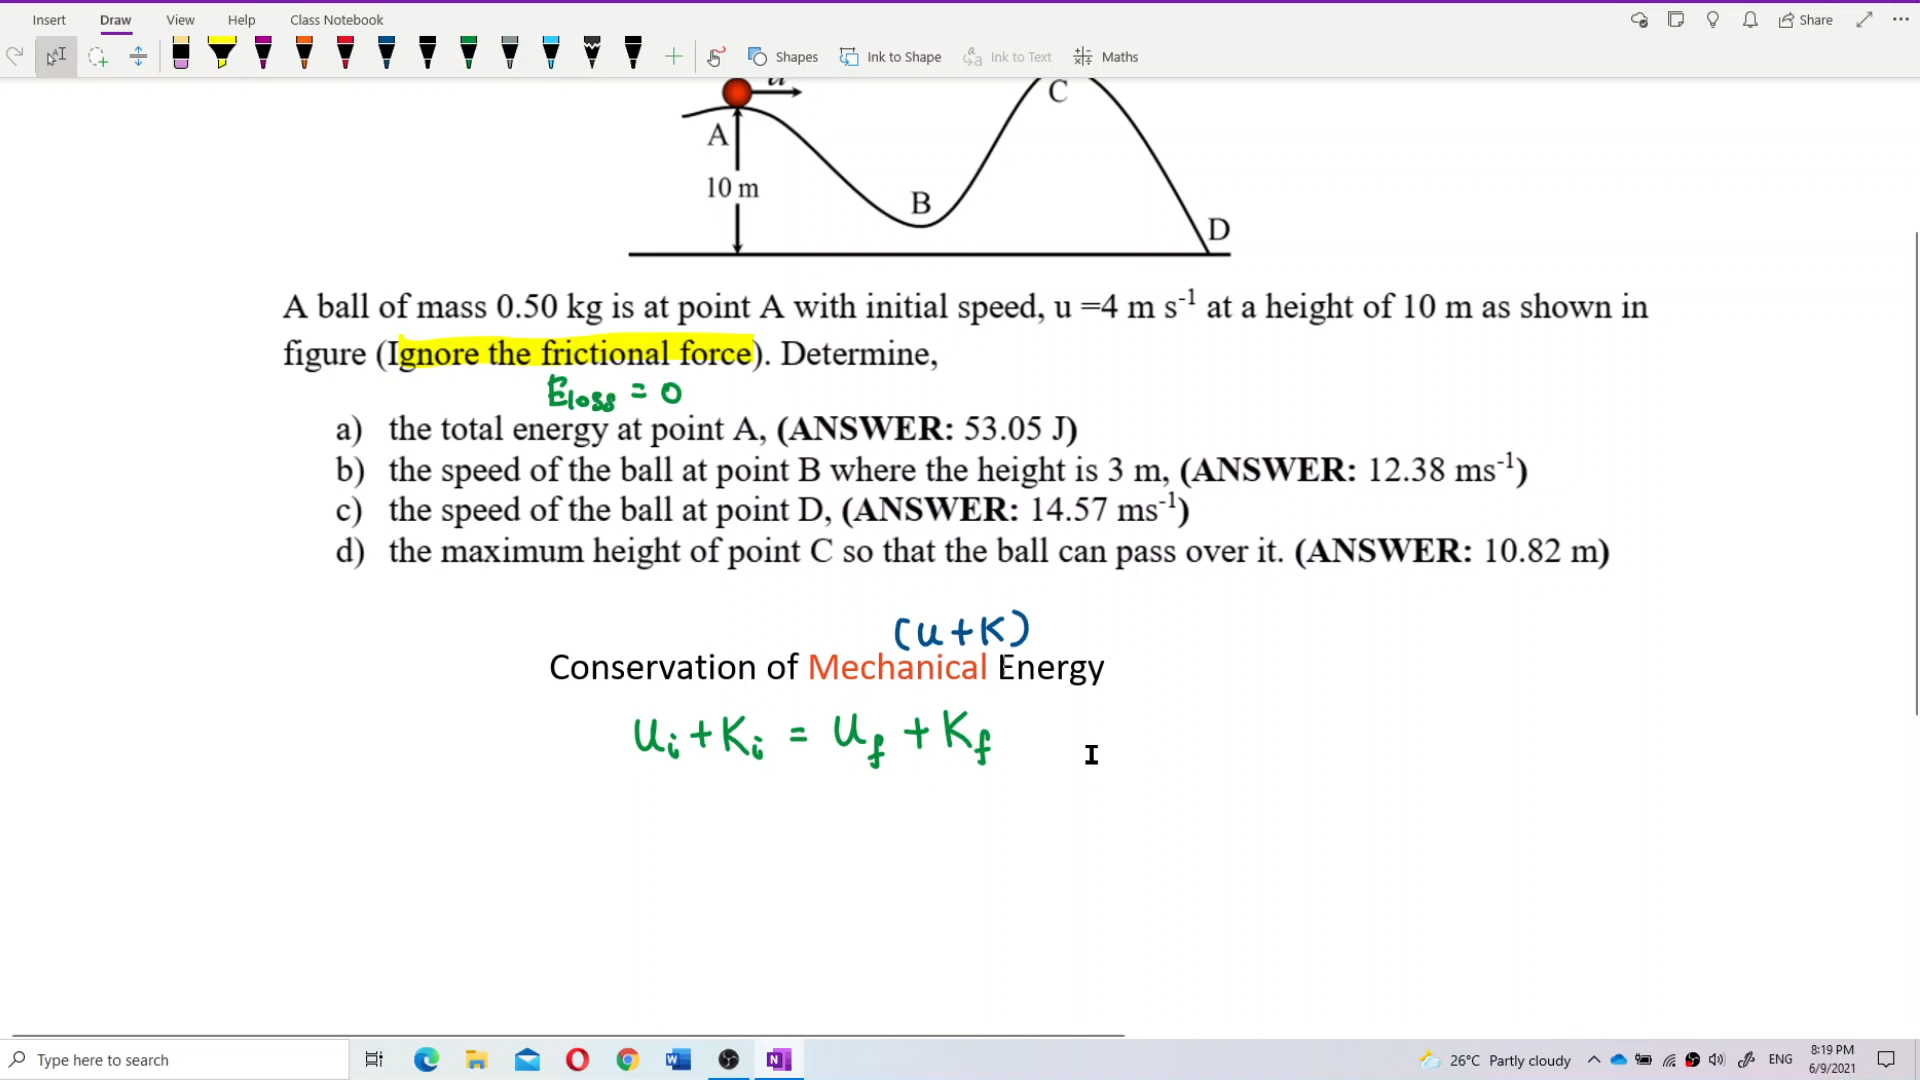 Insert Draw View Help Class Notebook
Share
Shapes Ink to Shape Ink to Text Maths
u
A
C
10 m
B
D
A ball of mass 0.50 kg is at point A with initial speed, u =4 m s⁻¹ at a height of 10 m as shown in
figure (Ignore the frictional force). Determine,
Eloss = 0
a) the total energy at point A, (ANSWER: 53.05 J)
b) the speed of the ball at point B where the height is 3 m, (ANSWER: 12.38 ms⁻¹)
c) the speed of the ball at point D, (ANSWER: 14.57 ms⁻¹)
d) the maximum height of point C so that the ball can pass over it. (ANSWER: 10.82 m)
(U+K)
Conservation of Mechanical Energy
Ui + Ki = Uf + Kf
Type here to search
26°C Partly cloudy
ENG
8:19 PM
6/9/2021